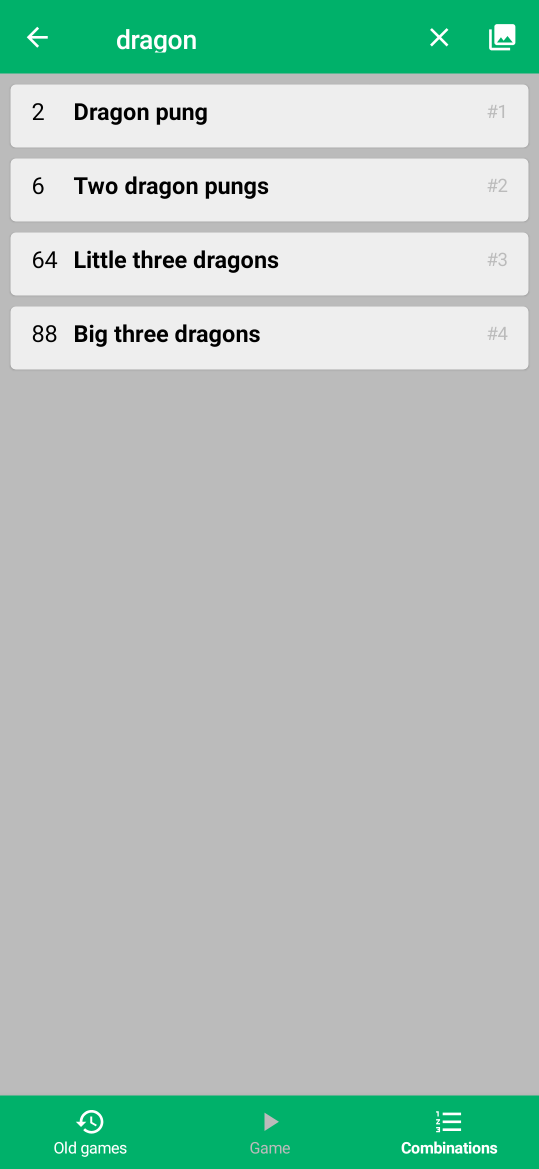 dragon
2 Dragon pung #1
6 Two dragon pungs #2
64 Little three dragons #3
88 Big three dragons #4
Old games Game Combinations